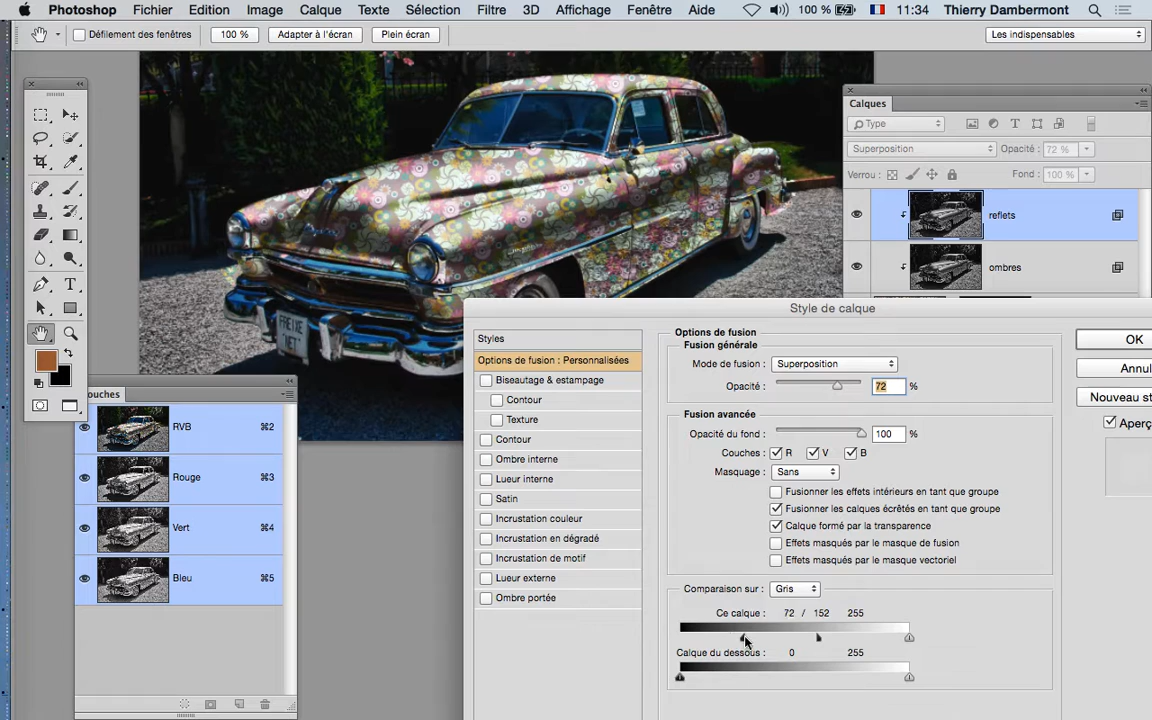 Photoshop Fichier Edition Image Calque Texte Sélection Filtre 3D Affichage Fenêtre Aide 100 % 11:34 Thierry Dambermont
Défilement des fenêtres 100 % Adapter à l'écran Plein écran Les indispensables
Calques
Type
Superposition Opacité : 72 %
Verrou : Fond : 100 %
reflets
ombres
FREIXE
"NET"
ouches
RVB ⌘2
Rouge ⌘3
Vert ⌘4
Bleu ⌘5
Style de calque
Styles
Options de fusion : Personnalisées
Biseautage & estampage
Contour
Texture
Contour
Ombre interne
Lueur interne
Satin
Incrustation couleur
Incrustation en dégradé
Incrustation de motif
Lueur externe
Ombre portée
Options de fusion
Fusion générale
Mode de fusion : Superposition
Opacité : 72 %
Fusion avancée
Opacité du fond : 100 %
Couches : R V B
Masquage : Sans
Fusionner les effets intérieurs en tant que groupe
Fusionner les calques écrêtés en tant que groupe
Calque formé par la transparence
Effets masqués par le masque de fusion
Effets masqués par le masque vectoriel
Comparaison sur : Gris
Ce calque : 72 / 152 255
Calque du dessous : 0 255
OK
Annul
Nouveau st
Aperç